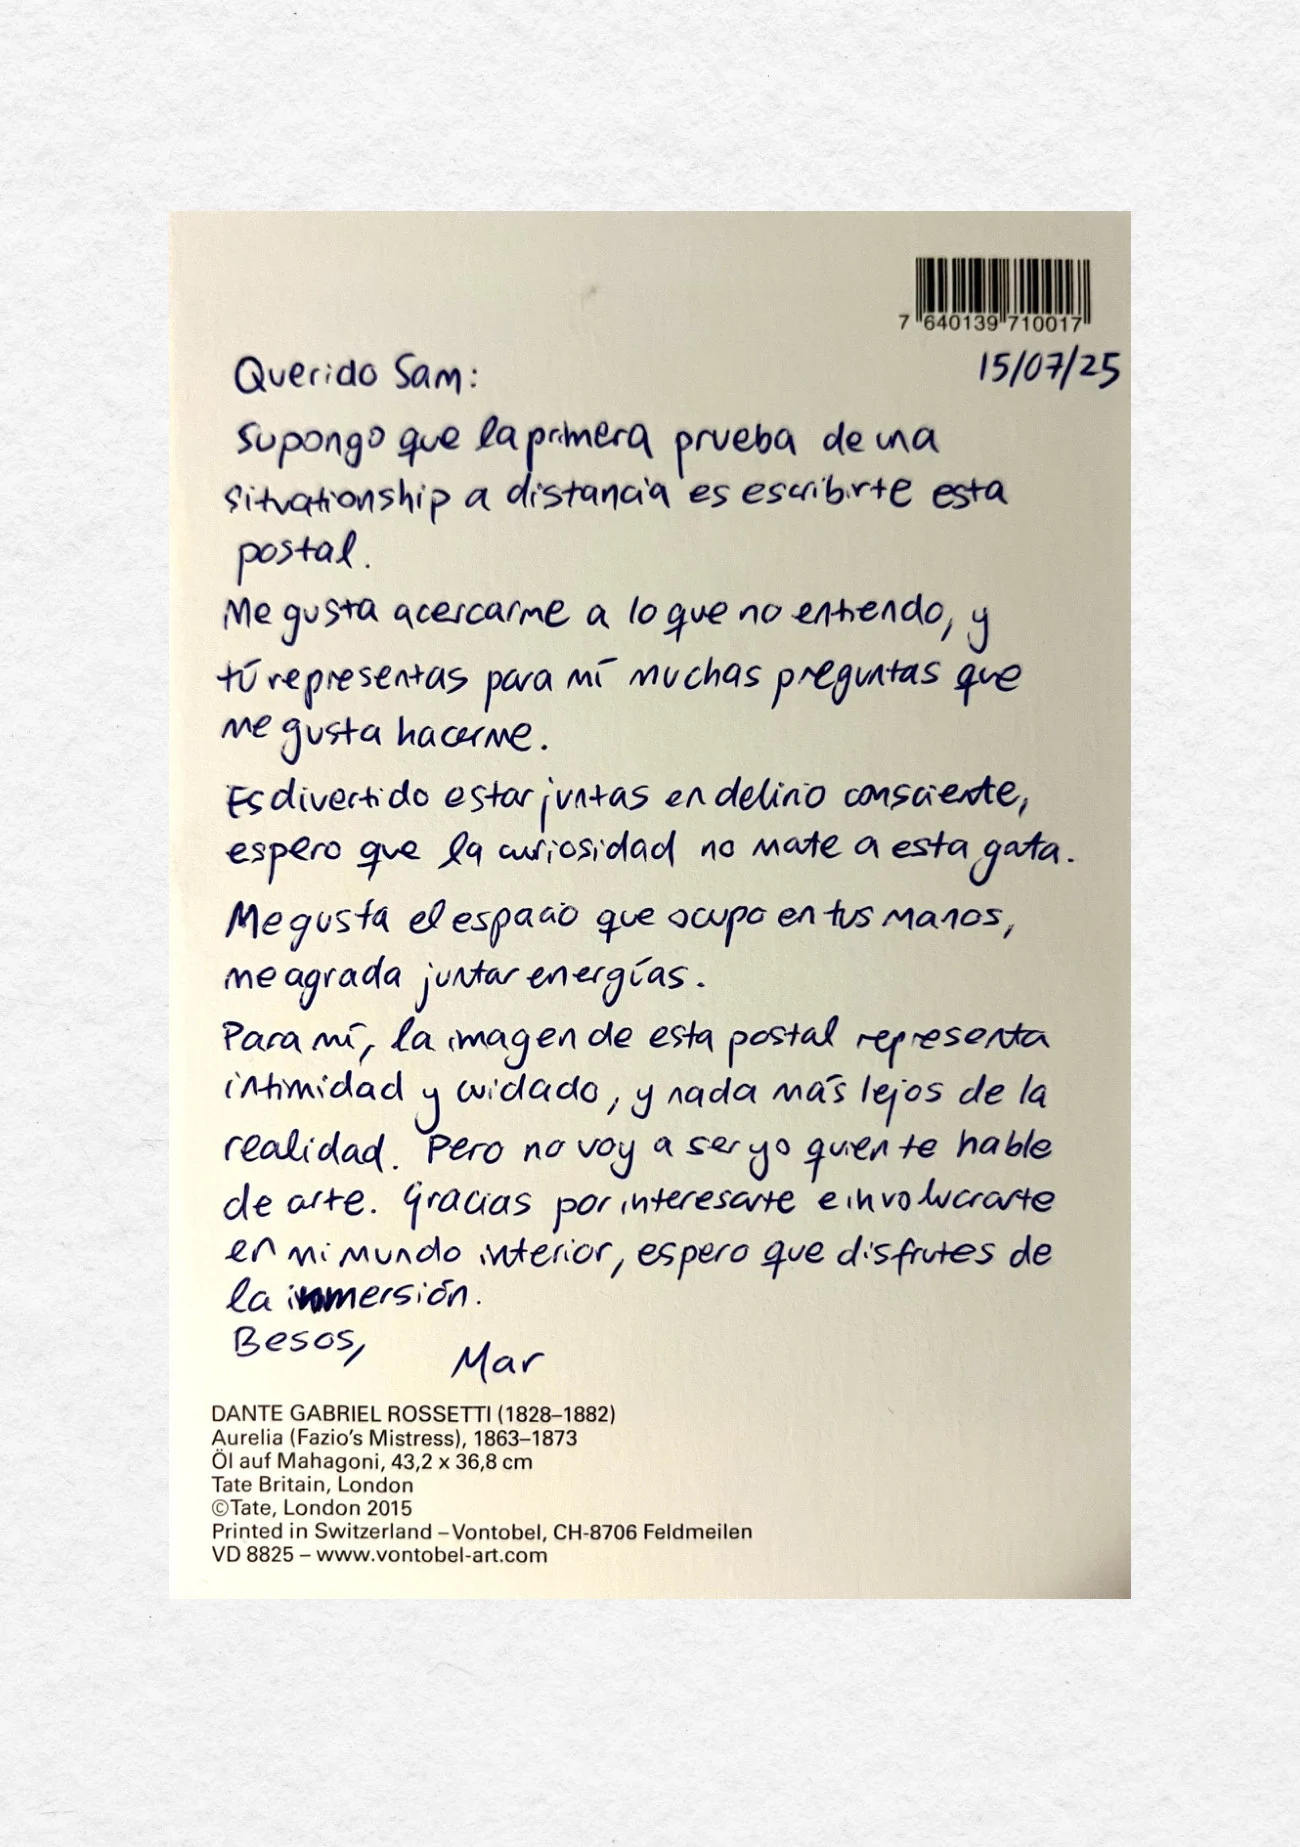 7 640139 710017
15/07/25
Querido Sam:
Supongo que la primera prueba de una
situationship a distancia es escribirte esta
postal.
Me gusta acercarme a lo que no entiendo, y
tú representas para mí muchas preguntas que
me gusta hacerme.
Es divertido estar juntas en delirio consciente,
espero que la curiosidad no mate a esta gata.
Me gusta el espacio que ocupo en tus manos,
me agrada juntar energías.
Para mí, la imagen de esta postal representa
intimidad y cuidado, y nada más lejos de la
realidad. Pero no voy a ser yo quien te hable
de arte. Gracias por interesarte e involucrarte
en mi mundo interior, espero que disfrutes de
la inmersión.
Besos,
Mar
DANTE GABRIEL ROSSETTI (1828–1882)
Aurelia (Fazio's Mistress), 1863–1873
Öl auf Mahagoni, 43,2 x 36,8 cm
Tate Britain, London
©Tate, London 2015
Printed in Switzerland – Vontobel, CH-8706 Feldmeilen
VD 8825 – www.vontobel-art.com